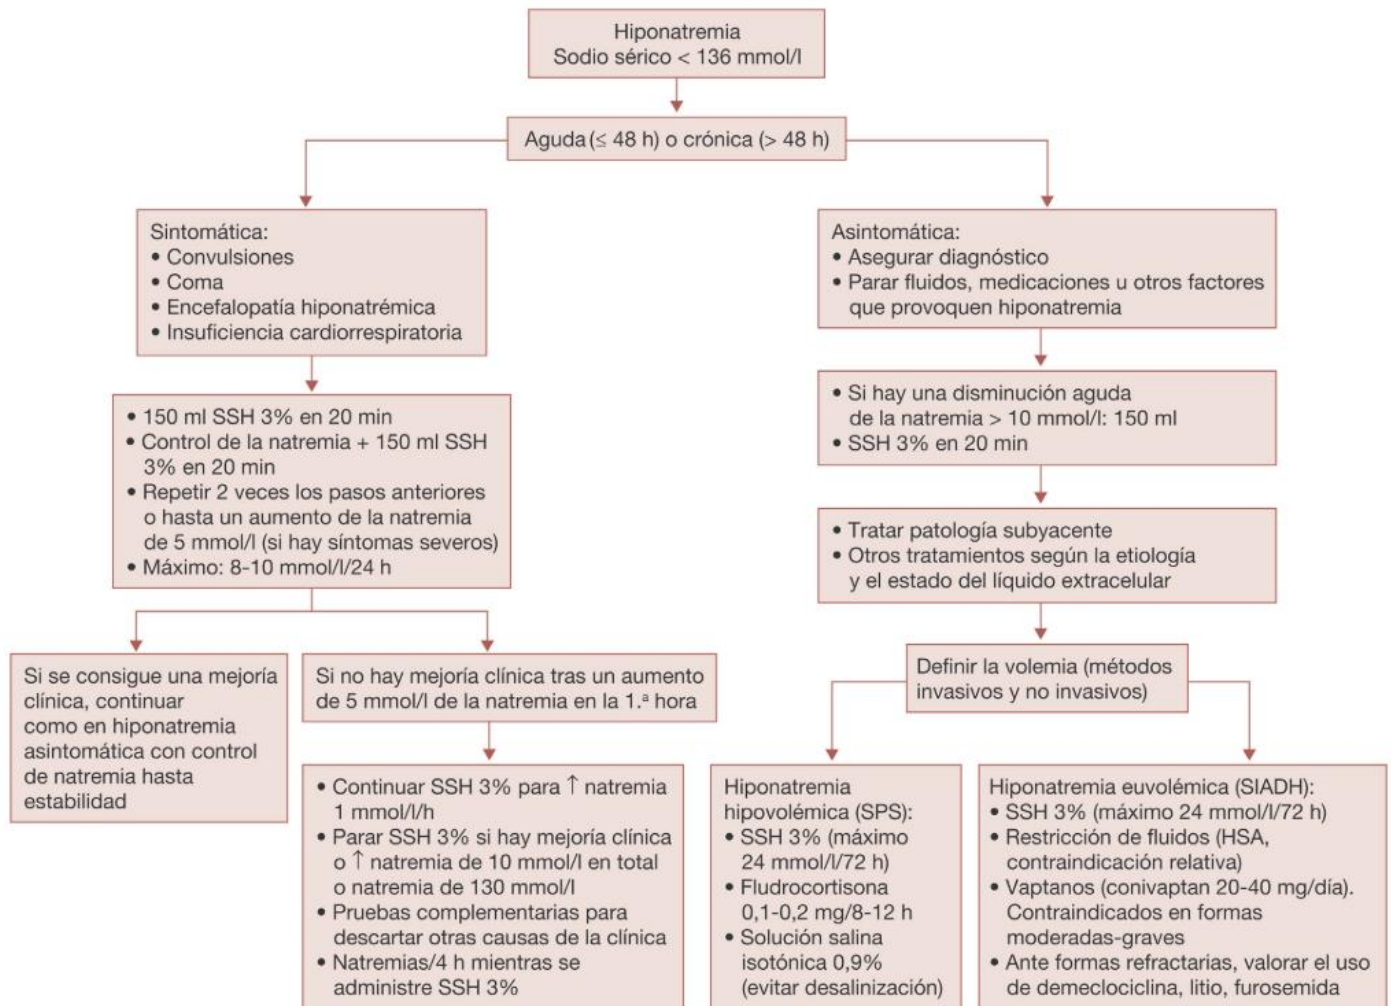 Hiponatremia
Sodio sérico < 136 mmol/l
Aguda (≤ 48 h) o crónica (> 48 h)
Sintomática:
• Convulsiones
• Coma
• Encefalopatía hiponatrémica
• Insuficiencia cardiorrespiratoria
Asintomática:
• Asegurar diagnóstico
• Parar fluidos, medicaciones u otros factores
que provoquen hiponatremia
• 150 ml SSH 3% en 20 min
• Control de la natremia + 150 ml SSH
3% en 20 min
• Repetir 2 veces los pasos anteriores
o hasta un aumento de la natremia
de 5 mmol/l (si hay síntomas severos)
• Máximo: 8-10 mmol/l/24 h
• Si hay una disminución aguda
de la natremia > 10 mmol/l: 150 ml
• SSH 3% en 20 min
• Tratar patología subyacente
• Otros tratamientos según la etiología
y el estado del líquido extracelular
Si se consigue una mejoría
clínica, continuar
como en hiponatremia
asintomática con control
de natremia hasta
estabilidad
Si no hay mejoría clínica tras un aumento
de 5 mmol/l de la natremia en la 1.ª hora
Definir la volemia (métodos
invasivos y no invasivos)
• Continuar SSH 3% para ↑ natremia
1 mmol/l/h
• Parar SSH 3% si hay mejoría clínica
o ↑ natremia de 10 mmol/l en total
o natremia de 130 mmol/l
• Pruebas complementarias para
descartar otras causas de la clínica
• Natremias/4 h mientras se
administre SSH 3%
Hiponatremia
hipovolémica (SPS):
• SSH 3% (máximo
24 mmol/l/72 h)
• Fludrocortisona
0,1-0,2 mg/8-12 h
• Solución salina
isotónica 0,9%
(evitar desalinización)
Hiponatremia euvolémica (SIADH):
• SSH 3% (máximo 24 mmol/l/72 h)
• Restricción de fluidos (HSA,
contraindicación relativa)
• Vaptanos (conivaptan 20-40 mg/día).
Contraindicados en formas
moderadas-graves
• Ante formas refractarias, valorar el uso
de demeclociclina, litio, furosemida